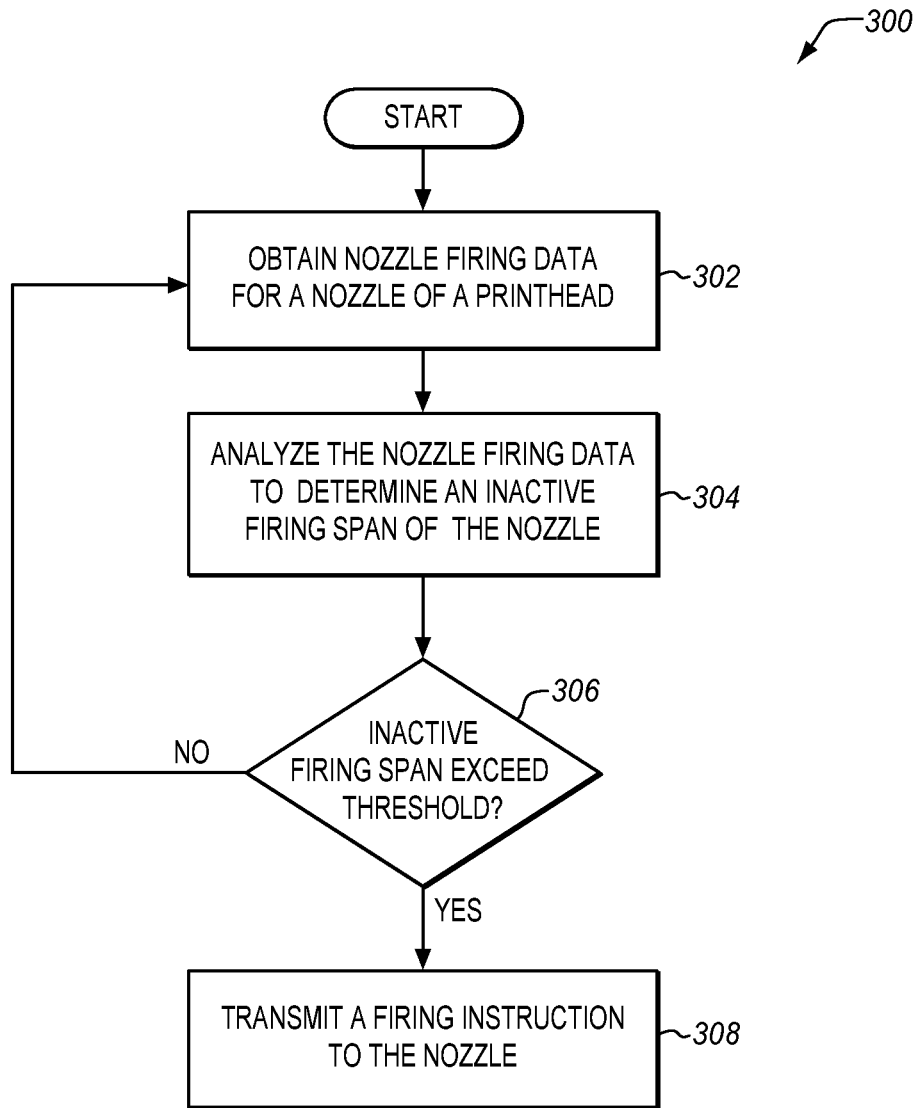 300
START
OBTAIN NOZZLE FIRING DATA
FOR A NOZZLE OF A PRINTHEAD
302
ANALYZE THE NOZZLE FIRING DATA
TO DETERMINE AN INACTIVE
FIRING SPAN OF THE NOZZLE
304
306
INACTIVE
FIRING SPAN EXCEED
THRESHOLD?
NO
YES
TRANSMIT A FIRING INSTRUCTION
TO THE NOZZLE
308